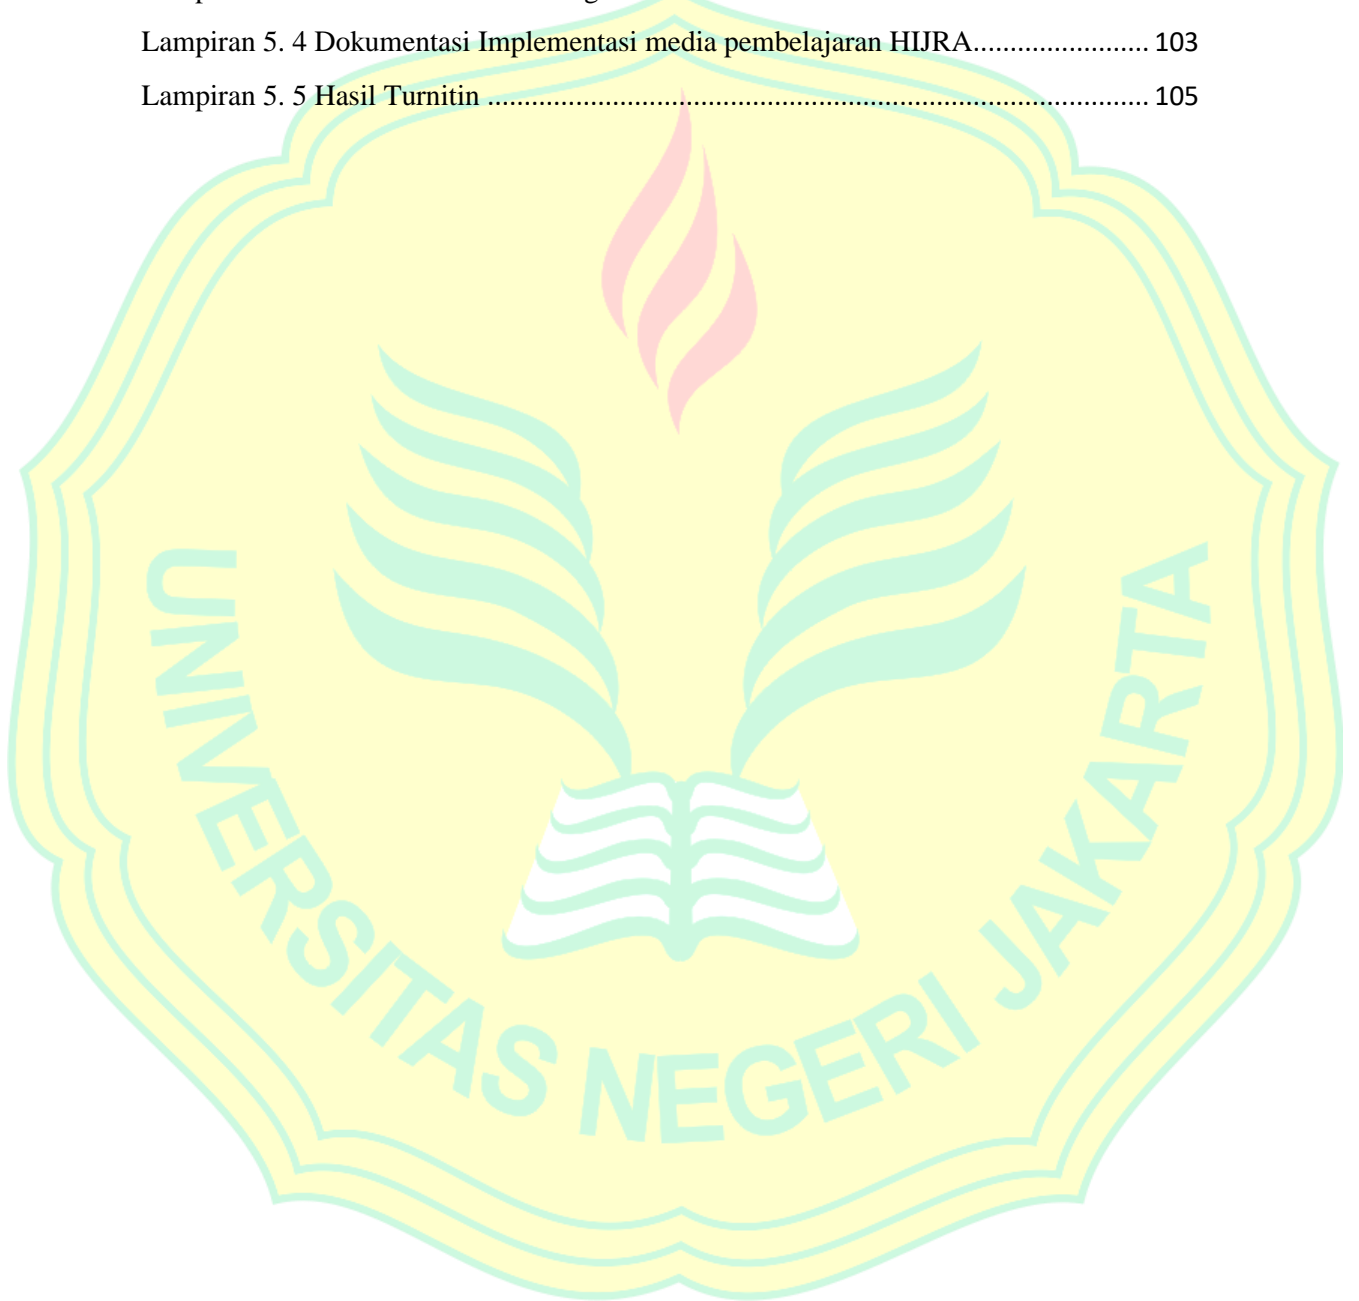 Lampiran 5. 4 Dokumentasi Implementasi media pembelajaran HIJRA........................ 103
Lampiran 5. 5 Hasil Turnitin .......................................................................................... 105
UNIVERSITAS NEGERI JAKARTA